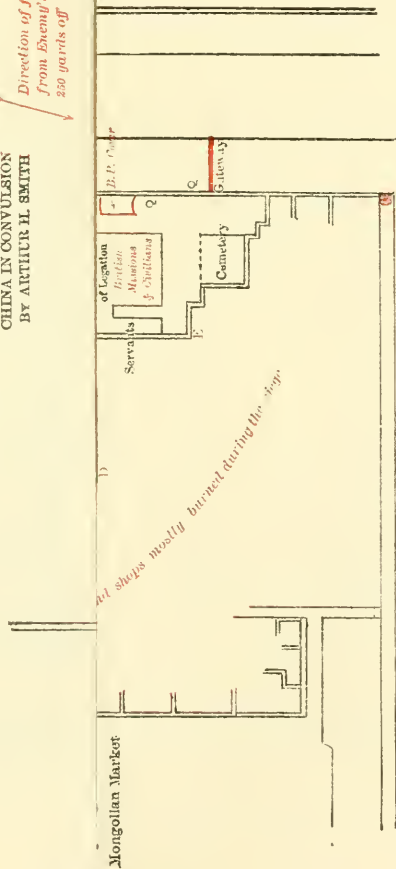 CHINA IN CONVULSION
BY ARTHUR H. SMITH
Direction of
from Enemy's
250 yards off
Q
Q
Gateway
of Legation
British
Missions
& Civilians
Cemetery
Servants
E
shops mostly burned during the siege
Mongolian Market